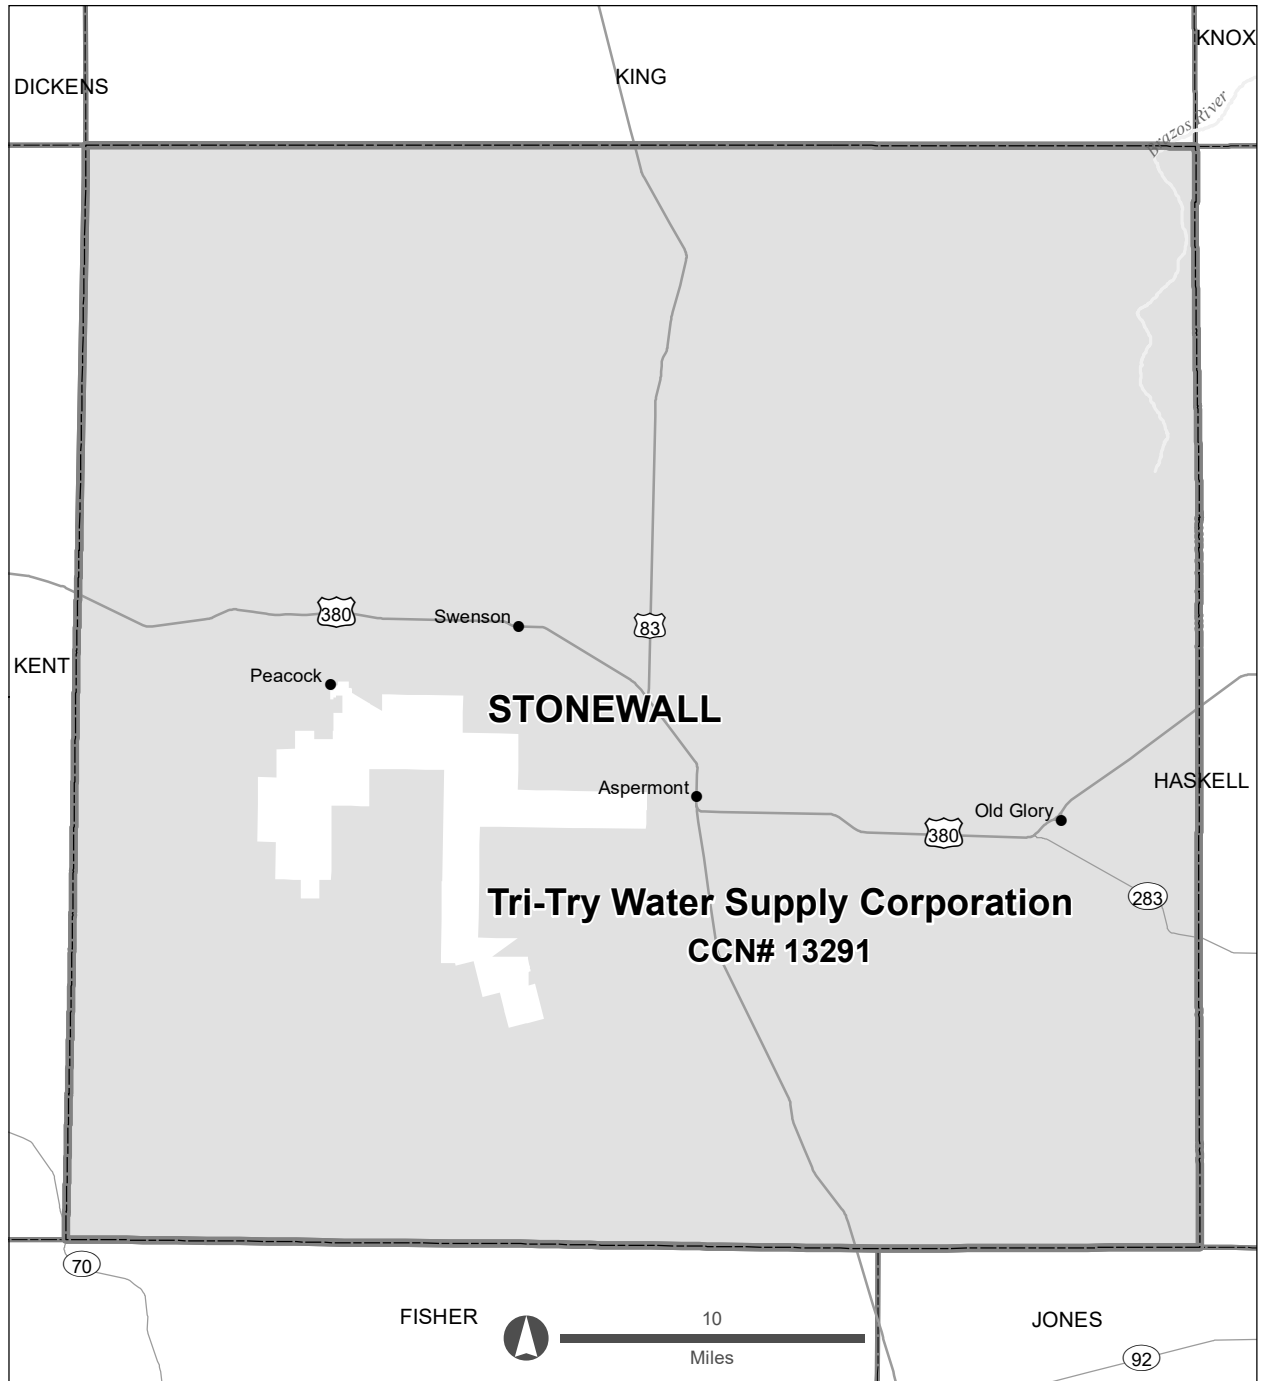 KNOX
KING
DICKENS
Brazos River
380
Swenson
83
KENT
Peacock
STONEWALL
HASKELL
Aspermont
Old Glory
380
283
Tri-Try Water Supply Corporation
CCN# 13291
70
FISHER
10
JONES
Miles
92